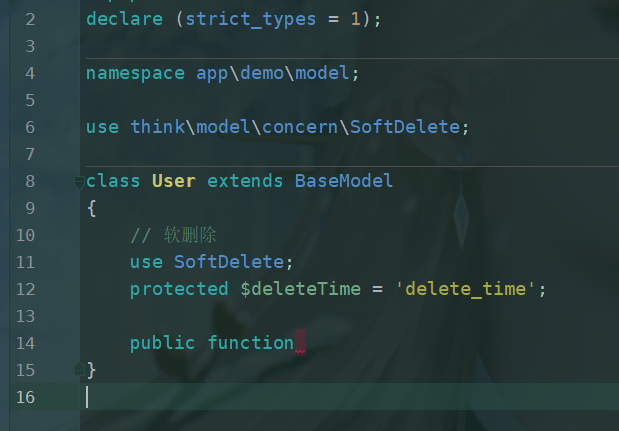 2 declare (strict_types = 1);
3
4 namespace app\demo\model;
5
6 use think\model\concern\SoftDelete;
7
8 class User extends BaseModel
9 {
10 // 软删除
11 use SoftDelete;
12 protected $deleteTime = 'delete_time';
13
14 public function
15 }
16